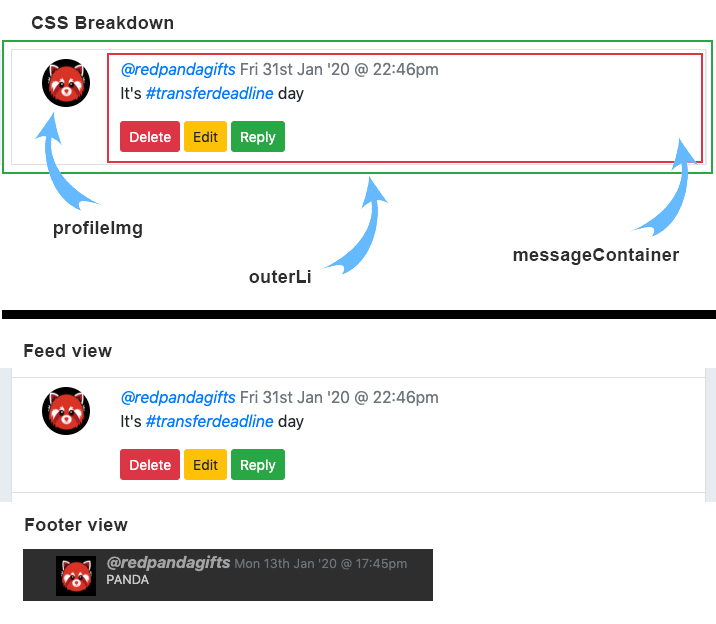 CSS Breakdown
@redpandagifts Fri 31st Jan '20 @ 22:46pm
It's #transferdeadline day
Delete Edit Reply
profileImg
messageContainer
outerLi
Feed view
@redpandagifts Fri 31st Jan '20 @ 22:46pm
It's #transferdeadline day
Delete Edit Reply
Footer view
@redpandagifts Mon 13th Jan '20 @ 17:45pm
PANDA